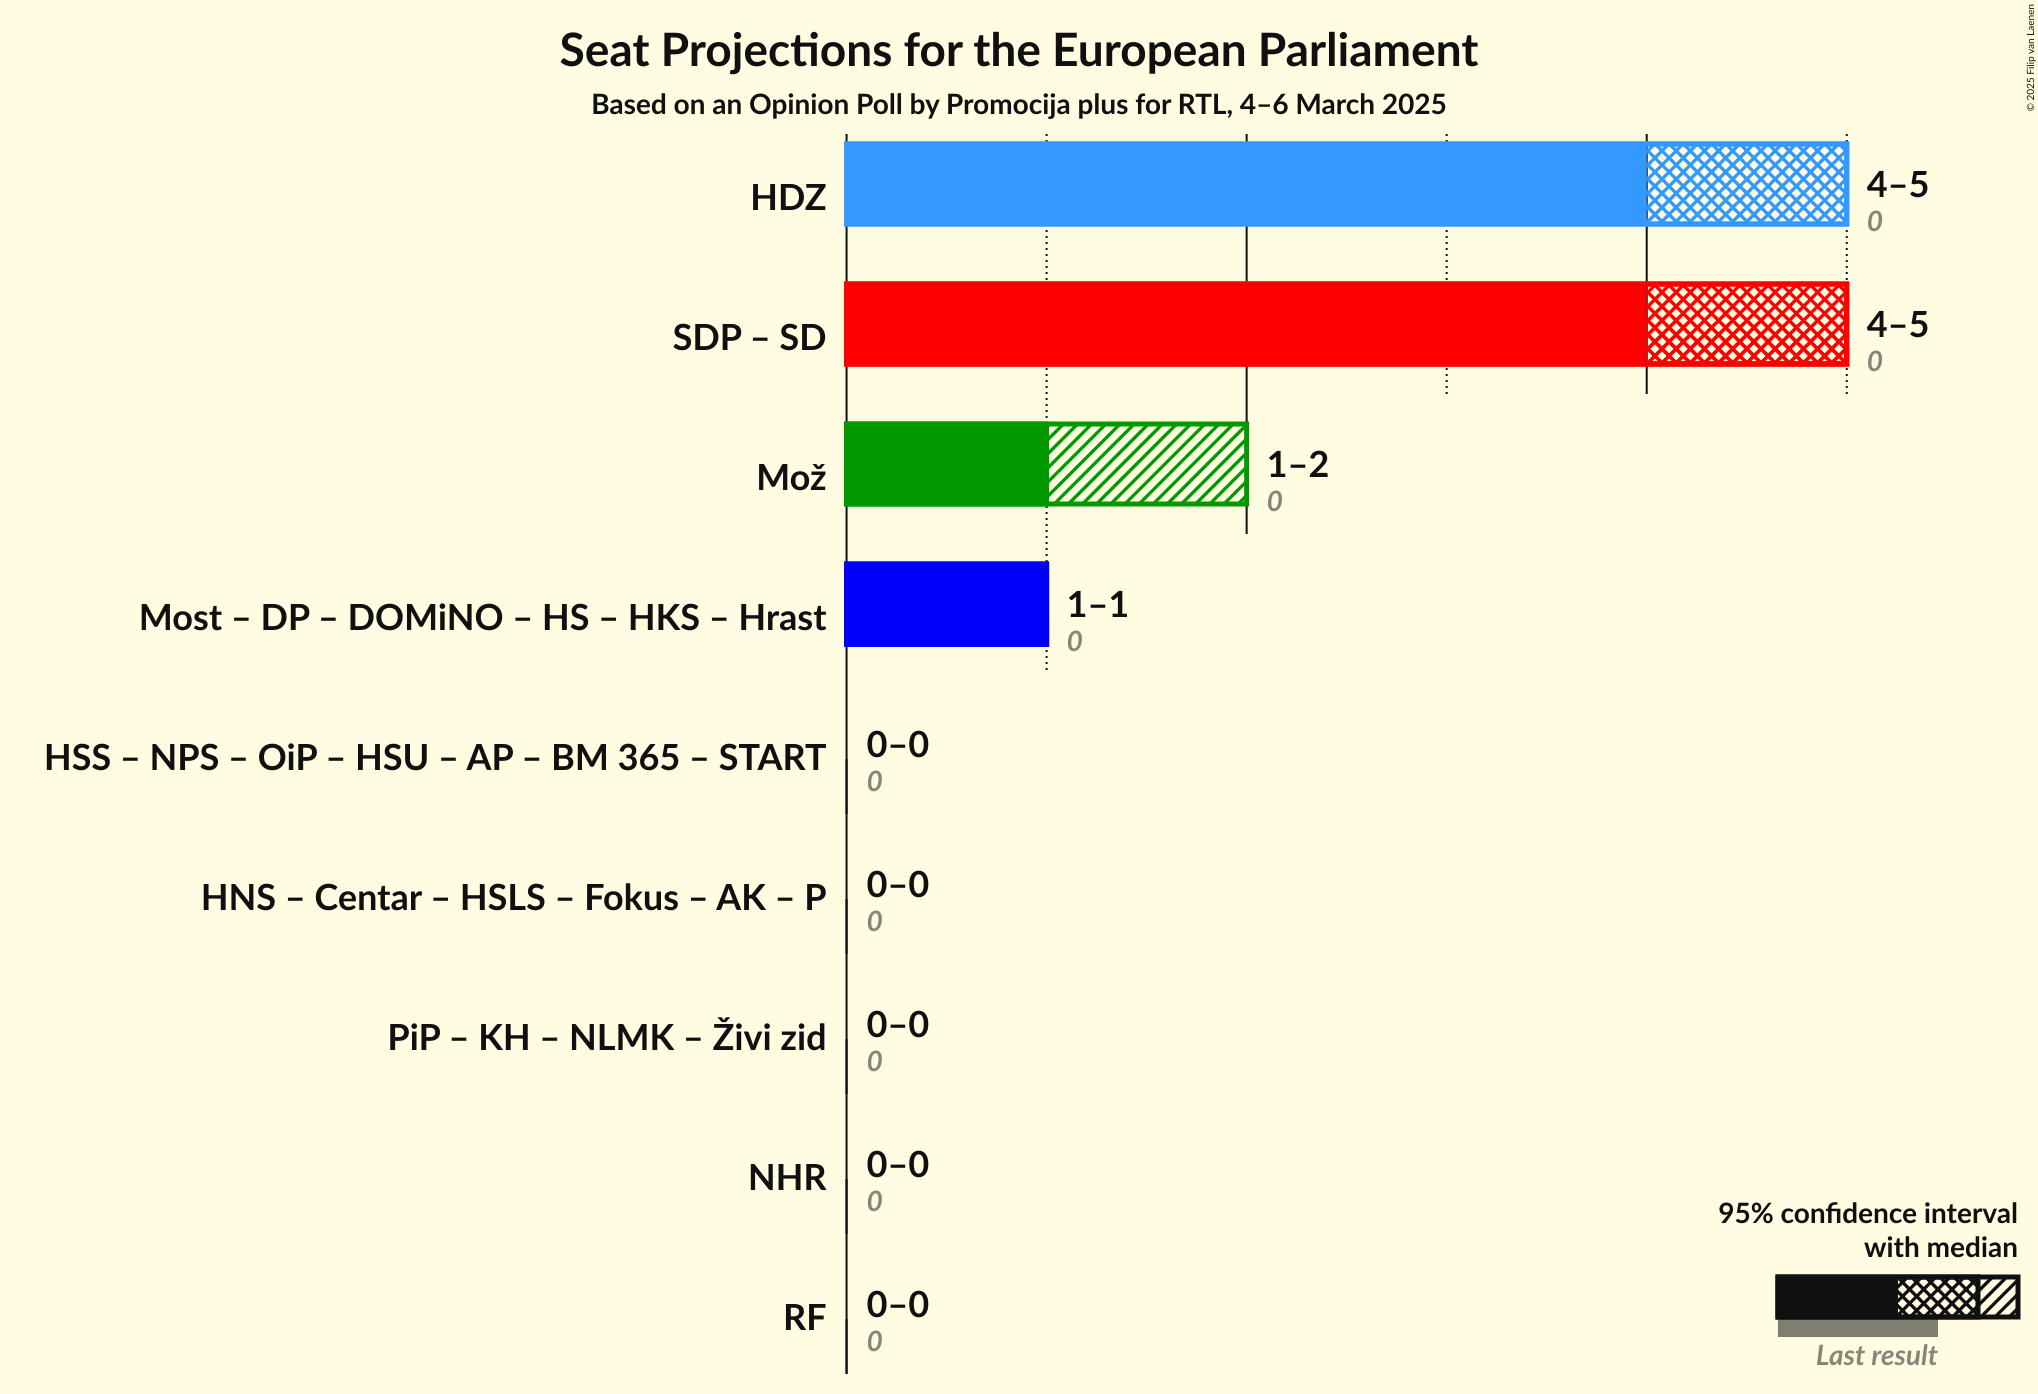 Seat Projections for the European Parliament
Based on an Opinion Poll by Promocija plus for RTL, 4–6 March 2025
© 2025 Filip van Laenen
HDZ
4–5
0
SDP – SD
4–5
0
Mož
1–2
0
Most – DP – DOMiNO – HS – HKS – Hrast
1–1
0
HSS – NPS – OiP – HSU – AP – BM 365 – START
0–0
0
HNS – Centar – HSLS – Fokus – AK – P
0–0
0
PiP – KH – NLMK – Živi zid
0–0
0
NHR
0–0
0
RF
0–0
0
95% confidence interval
with median
Last result